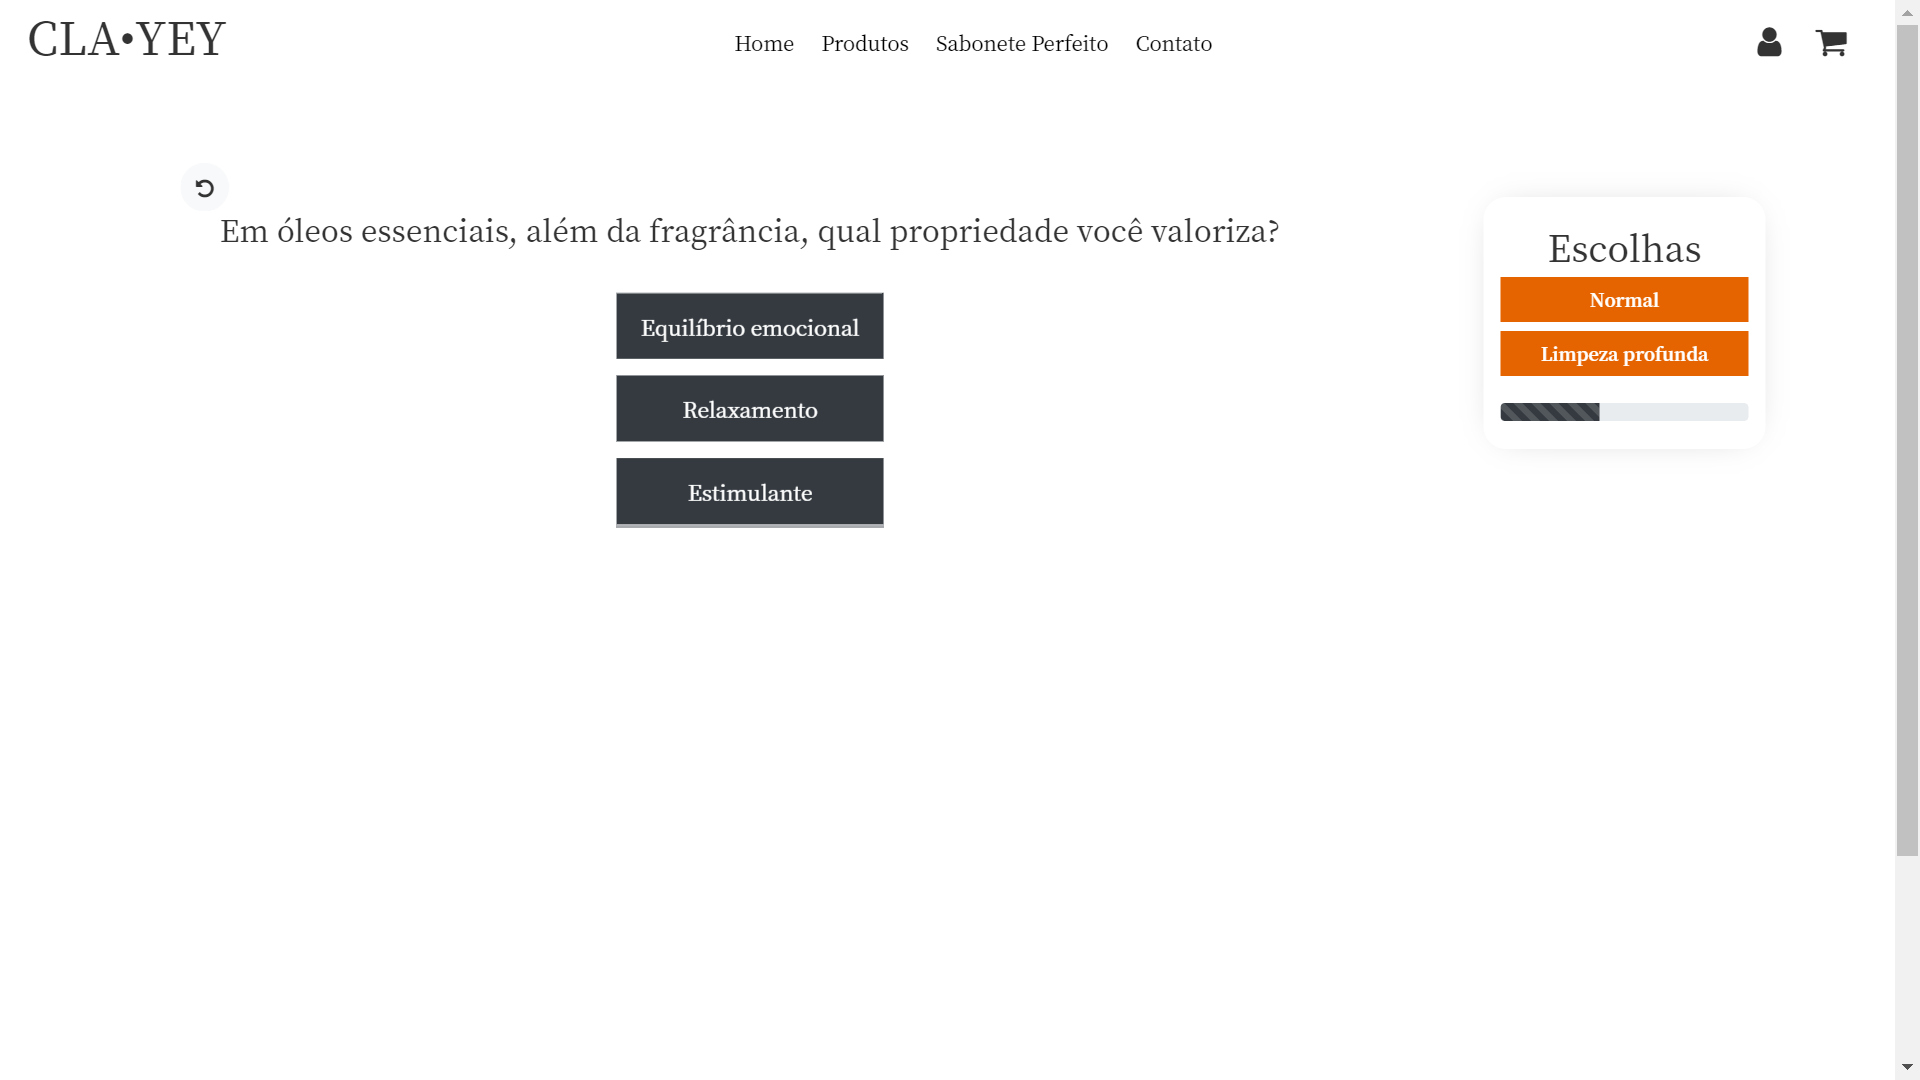 CLA•YEY
Home Produtos Sabonete Perfeito Contato
Em óleos essenciais, além da fragrância, qual propriedade você valoriza?
Equilíbrio emocional
Relaxamento
Estimulante
Escolhas
Normal
Limpeza profunda